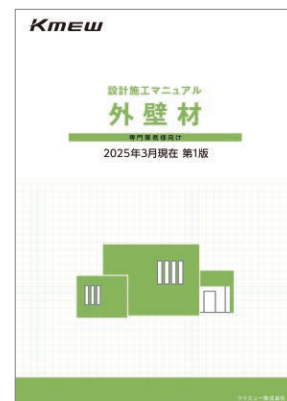 KMEW
設計施工マニュアル
外壁材
専門業者様向け
2025年3月現在 第1版
ケイミュー株式会社